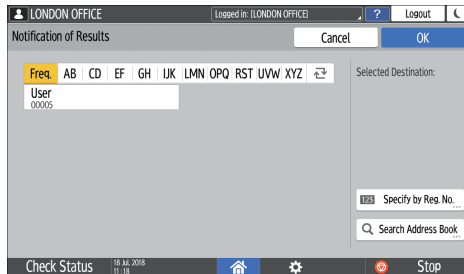 LONDON OFFICE
Logged in: [LONDON OFFICE]
?
Logout
Notification of Results
Cancel
OK
Freq. AB CD EF GH IJK LMN OPQ RST UVW XYZ
Selected Destination:
User
00005
123 Specify by Reg. No. ...
Search Address Book ...
Check Status
18 Jul. 2018
11:18
Stop